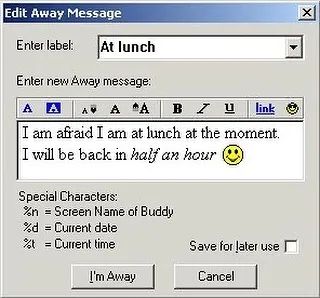 Edit Away Message
Enter label: At lunch
Enter new Away message:
A A A A A B I U link
I am afraid I am at lunch at the moment.
I will be back in half an hour
Special Characters:
%n = Screen Name of Buddy
%d = Current date
%t = Current time
Save for later use
I'm Away Cancel